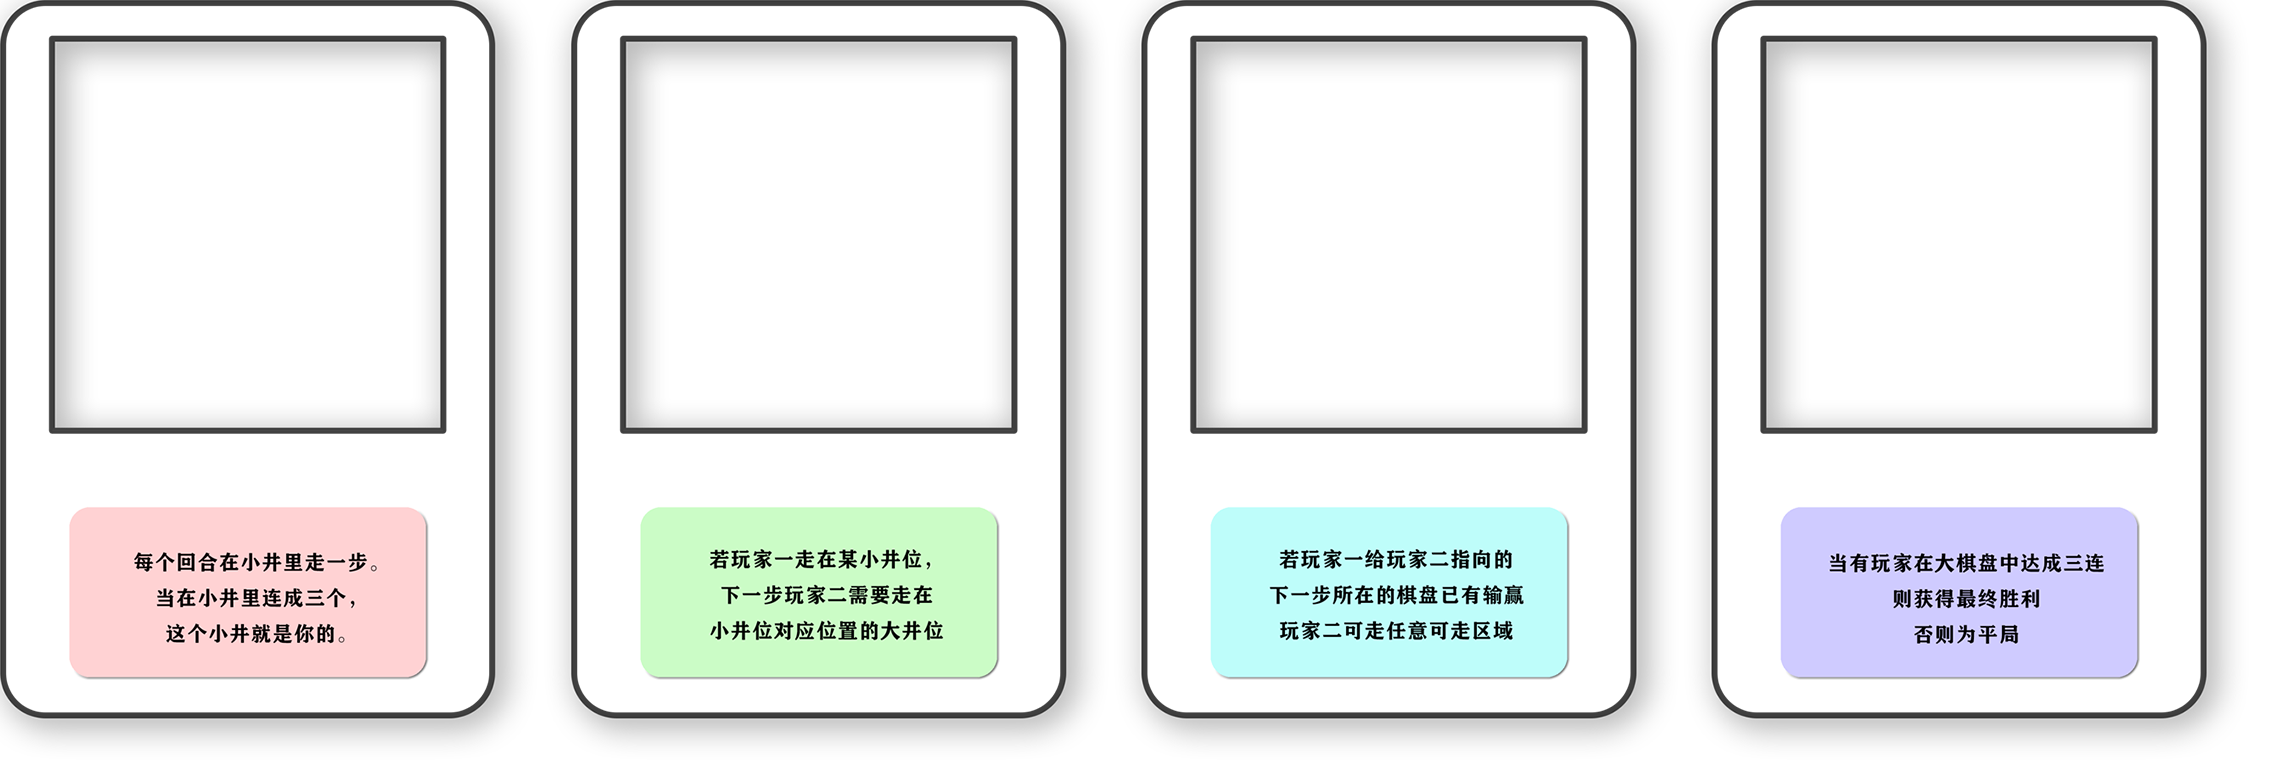 每个回合在小井里走一步。
当在小井里连成三个，
这个小井就是你的。
若玩家一走在某小井位，
下一步玩家二需要走在
小井位对应位置的大井位
若玩家一给玩家二指向的
下一步所在的棋盘已有输赢
玩家二可走任意可走区域
当有玩家在大棋盘中达成三连
则获得最终胜利
否则为平局